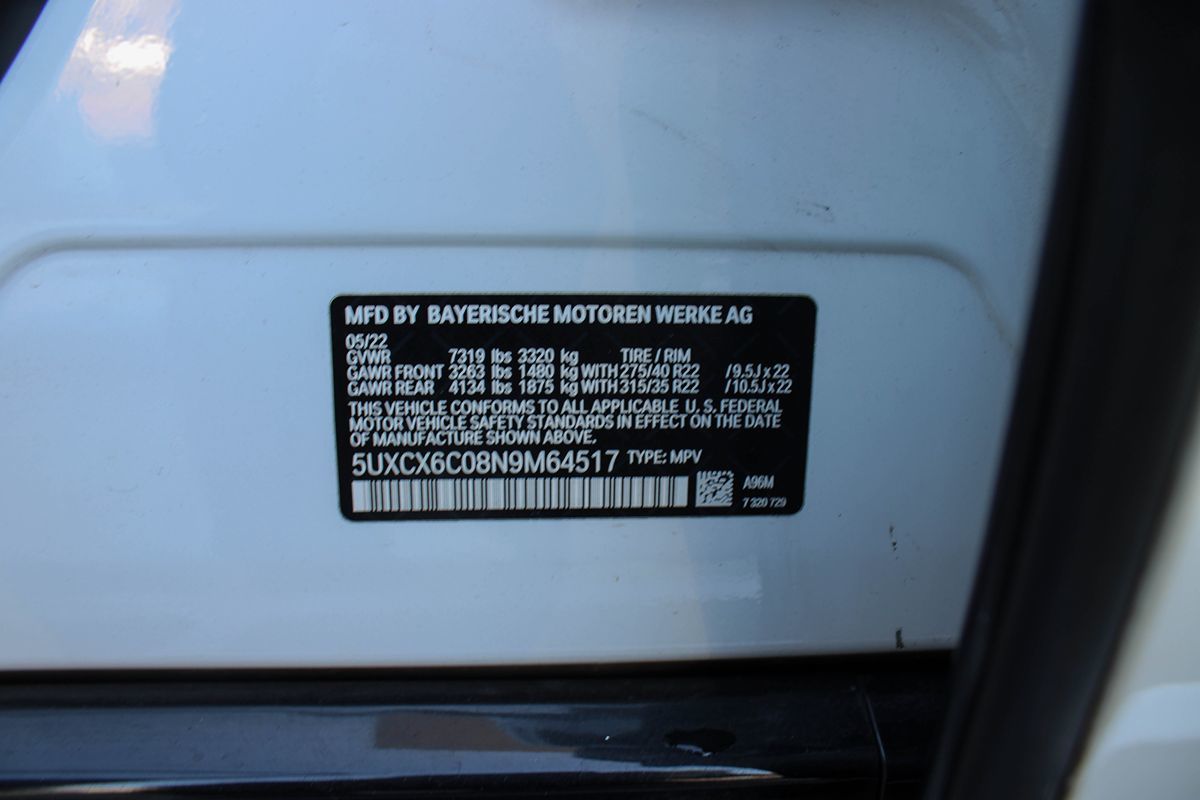 MFD BY BAYERISCHE MOTOREN WERKE AG
05/22
GVWR 7319 lbs 3320 kg TIRE / RIM
GAWR FRONT 3263 lbs 1480 kg WITH 275/40 R22 / 9.5J x 22
GAWR REAR 4134 lbs 1875 kg WITH 315/35 R22 / 10.5J x 22
THIS VEHICLE CONFORMS TO ALL APPLICABLE U. S. FEDERAL
MOTOR VEHICLE SAFETY STANDARDS IN EFFECT ON THE DATE
OF MANUFACTURE SHOWN ABOVE.
5UXCX6C08N9M64517 TYPE: MPV
A96M
7 320 729